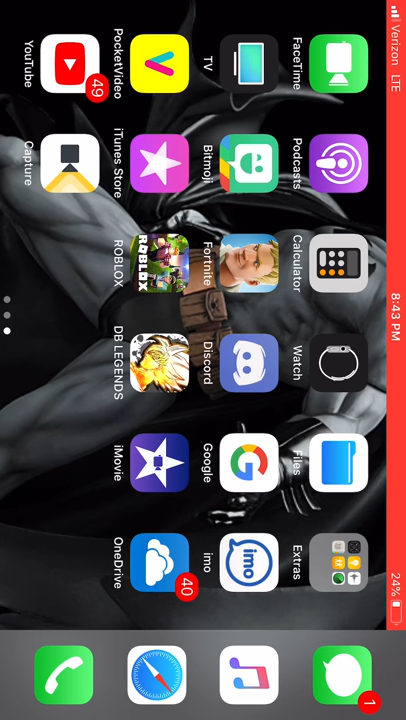 Verizon LTE 8:43 PM 24%
FaceTime Podcasts Calculator Watch Files Extras
imo
TV Bitmoji Fortnite Discord Google imo
ROBLOX 40
PocketVideo iTunes Store ROBLOX DB LEGENDS iMovie OneDrive
49
YouTube Capture
1